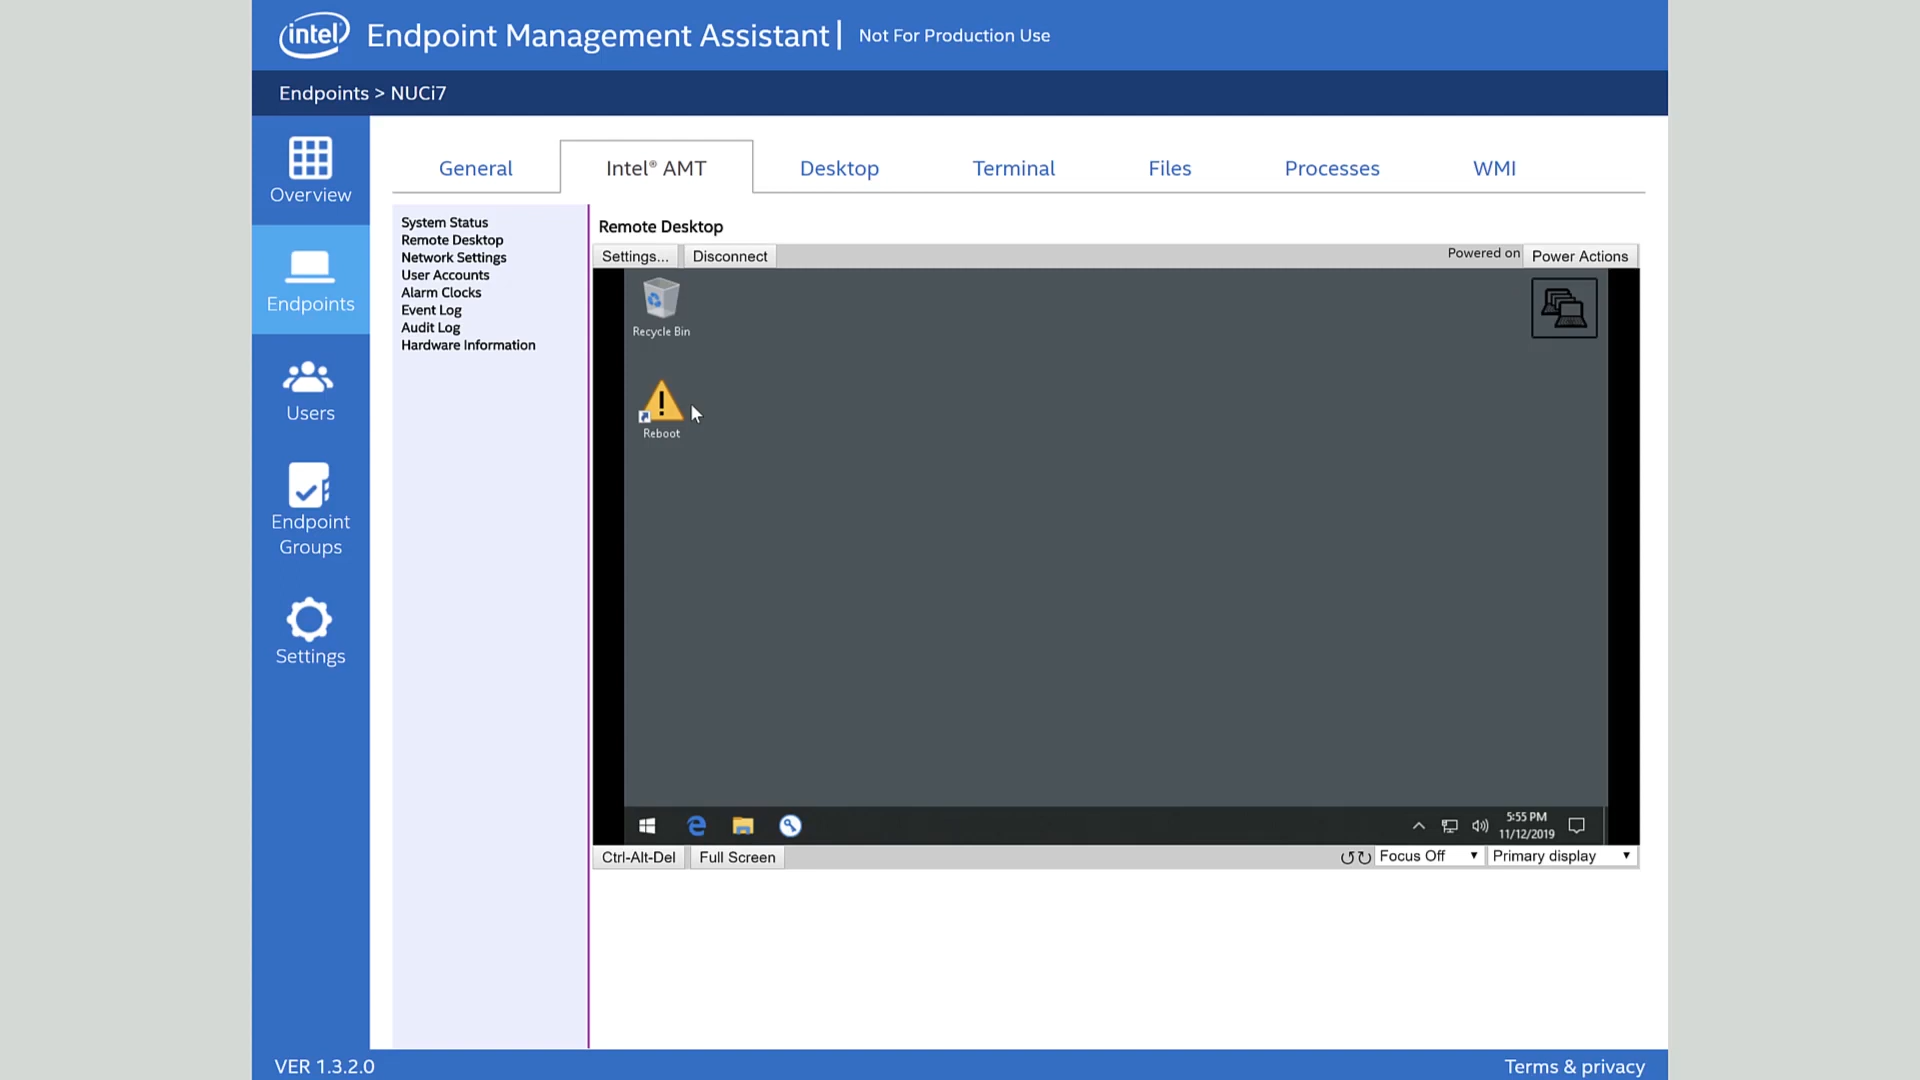 intel Endpoint Management Assistant | Not For Production Use
Endpoints > NUCi7
Overview
Endpoints
Users
Endpoint
Groups
Settings
General Intel® AMT Desktop Terminal Files Processes WMI
System Status
Remote Desktop
Network Settings
User Accounts
Alarm Clocks
Event Log
Audit Log
Hardware Information
Remote Desktop
Settings... Disconnect Powered on Power Actions
Recycle Bin
Reboot
5:55 PM
11/12/2019
Ctrl-Alt-Del Full Screen Focus Off Primary display
VER 1.3.2.0 Terms & privacy